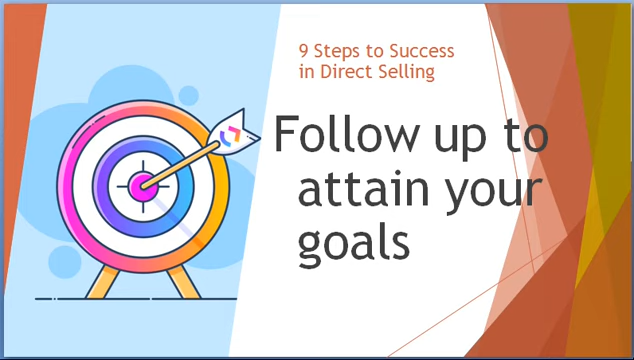 9 Steps to Success
in Direct Selling
Follow up to
attain your
goals